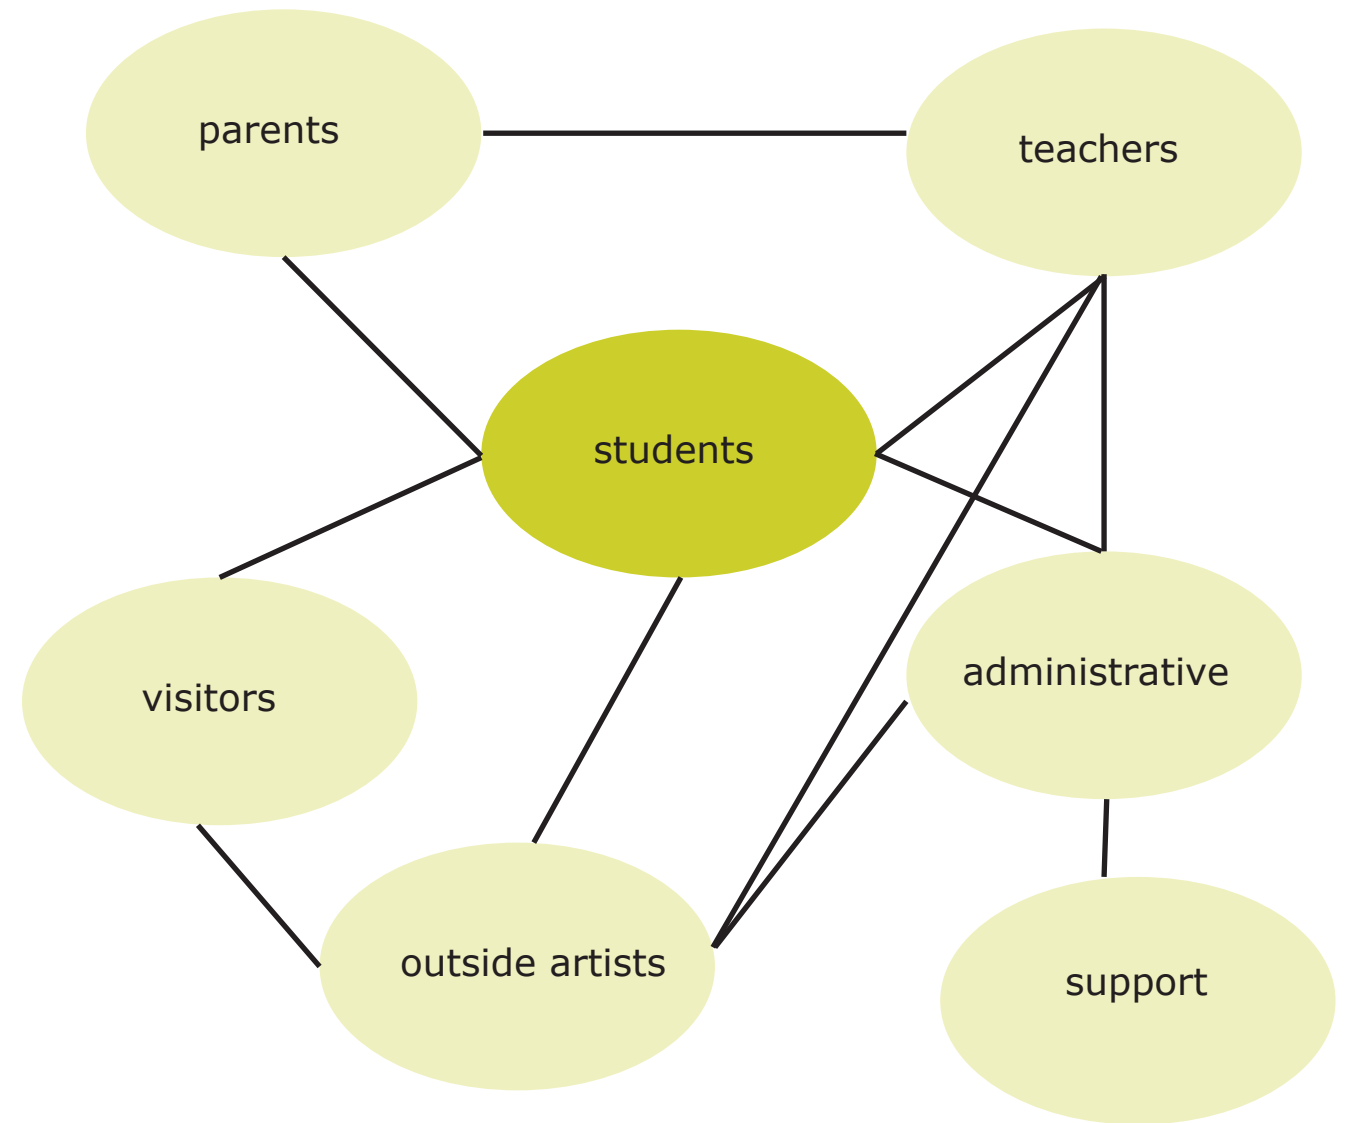 parents
teachers
students
administrative
visitors
outside artists
support